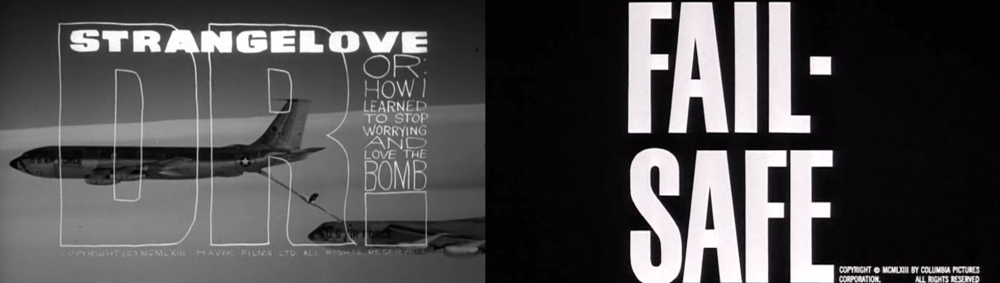 STRANGELOVE
DR.
OR:
HOW I
LEARNED
TO STOP
WORRYING
AND
LOVE THE
BOMB
U.S. AIR FORCE
U.S. AIR FORCE
COPYRIGHT (C) MCMLXIII HAWK FILMS LTD. ALL RIGHTS RESERVED
FAIL-
SAFE
COPYRIGHT © MCMLXIII BY COLUMBIA PICTURES
CORPORATION. ALL RIGHTS RESERVED